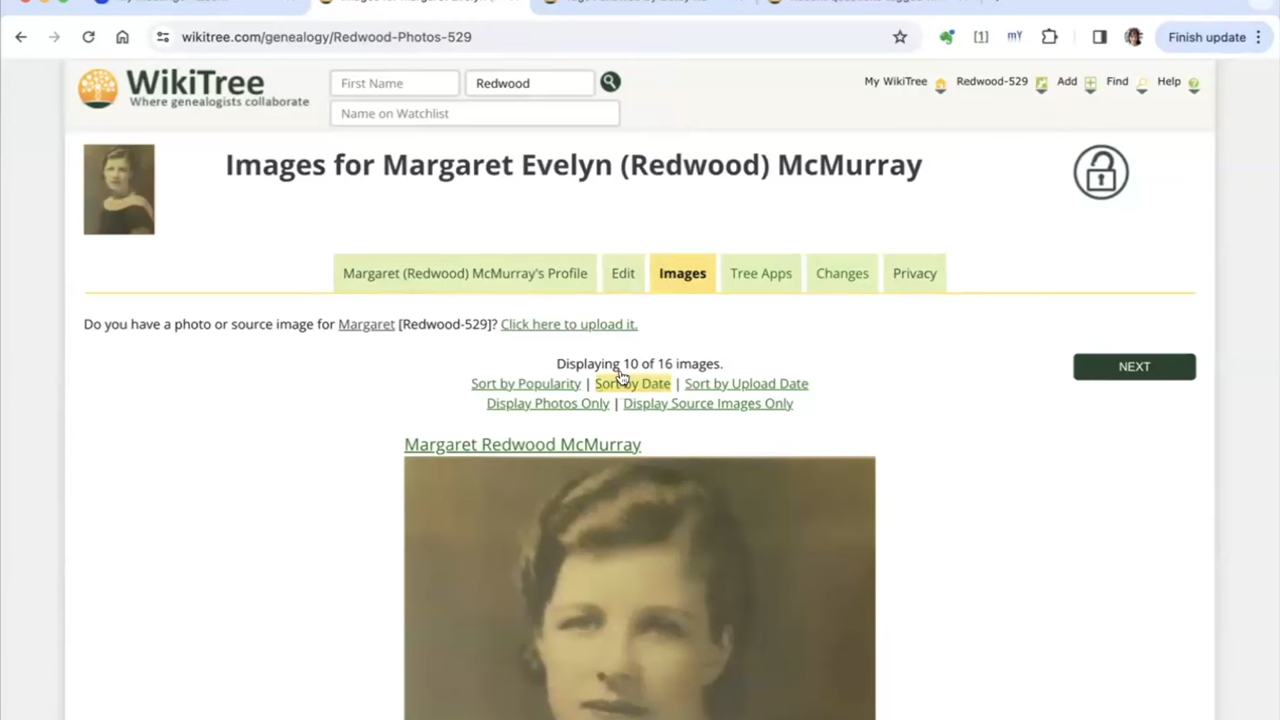 wikitree.com/genealogy/Redwood-Photos-529
Finish update
WikiTree
Where genealogists collaborate
First Name
Redwood
Name on Watchlist
My WikiTree
Redwood-529
Add
Find
Help
Images for Margaret Evelyn (Redwood) McMurray
Margaret (Redwood) McMurray's Profile
Edit
Images
Tree Apps
Changes
Privacy
Do you have a photo or source image for Margaret [Redwood-529]? Click here to upload it.
Displaying 10 of 16 images.
NEXT
Sort by Popularity | Sort by Date | Sort by Upload Date
Display Photos Only | Display Source Images Only
Margaret Redwood McMurray